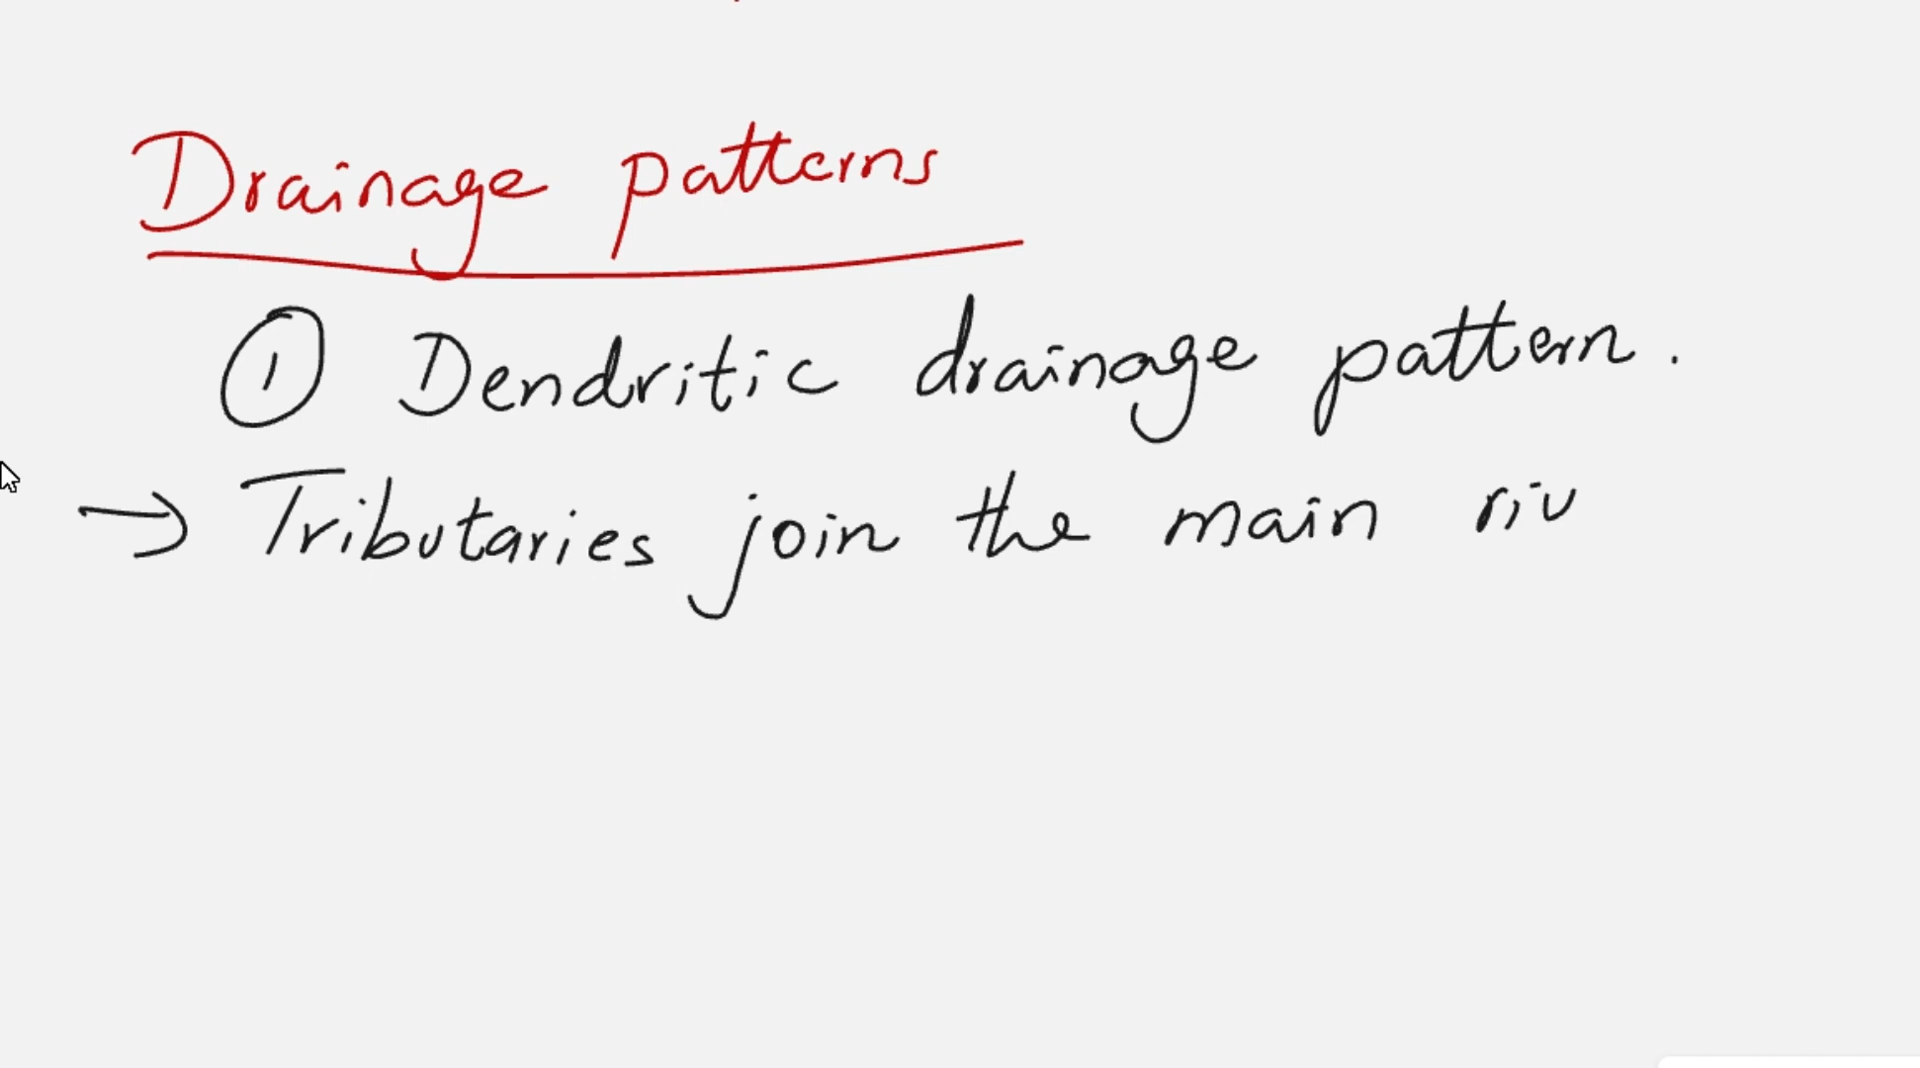 Drainage patterns
① Dendritic drainage pattern.
→ Tributaries join the main riv